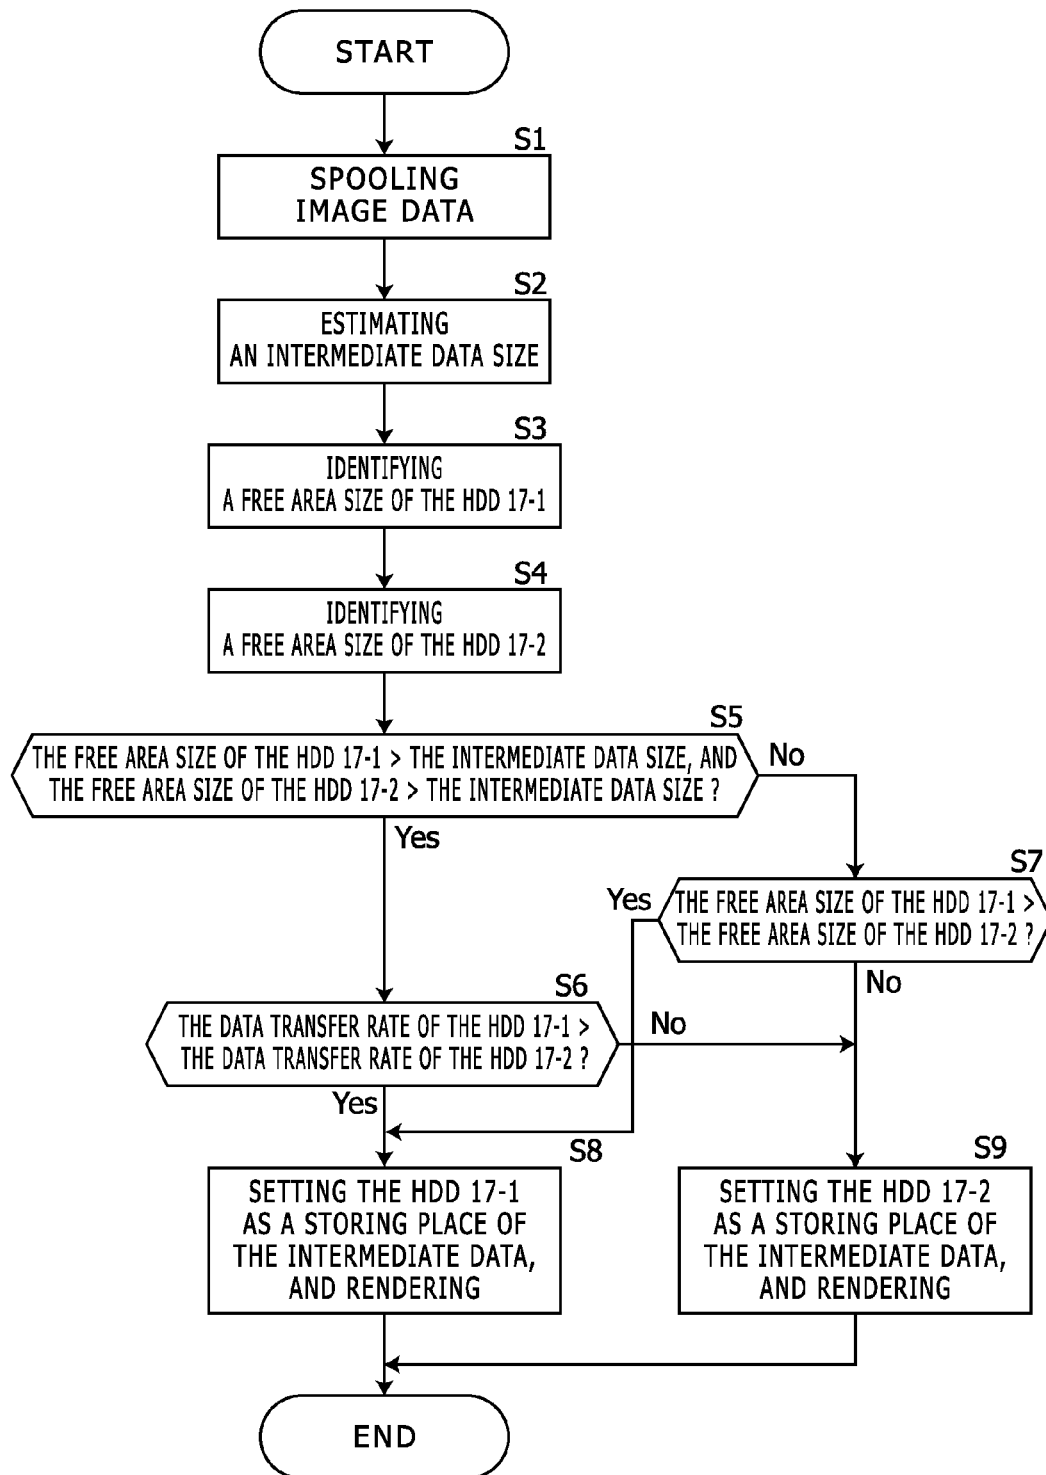 START
S1
SPOOLING
IMAGE DATA
S2
ESTIMATING
AN INTERMEDIATE DATA SIZE
S3
IDENTIFYING
A FREE AREA SIZE OF THE HDD 17-1
S4
IDENTIFYING
A FREE AREA SIZE OF THE HDD 17-2
S5
THE FREE AREA SIZE OF THE HDD 17-1 > THE INTERMEDIATE DATA SIZE, AND
THE FREE AREA SIZE OF THE HDD 17-2 > THE INTERMEDIATE DATA SIZE ?
No
Yes
S7
Yes
THE FREE AREA SIZE OF THE HDD 17-1 >
THE FREE AREA SIZE OF THE HDD 17-2 ?
No
S6
THE DATA TRANSFER RATE OF THE HDD 17-1 >
THE DATA TRANSFER RATE OF THE HDD 17-2 ?
No
Yes
S8
SETTING THE HDD 17-1
AS A STORING PLACE OF
THE INTERMEDIATE DATA,
AND RENDERING
S9
SETTING THE HDD 17-2
AS A STORING PLACE OF
THE INTERMEDIATE DATA,
AND RENDERING
END